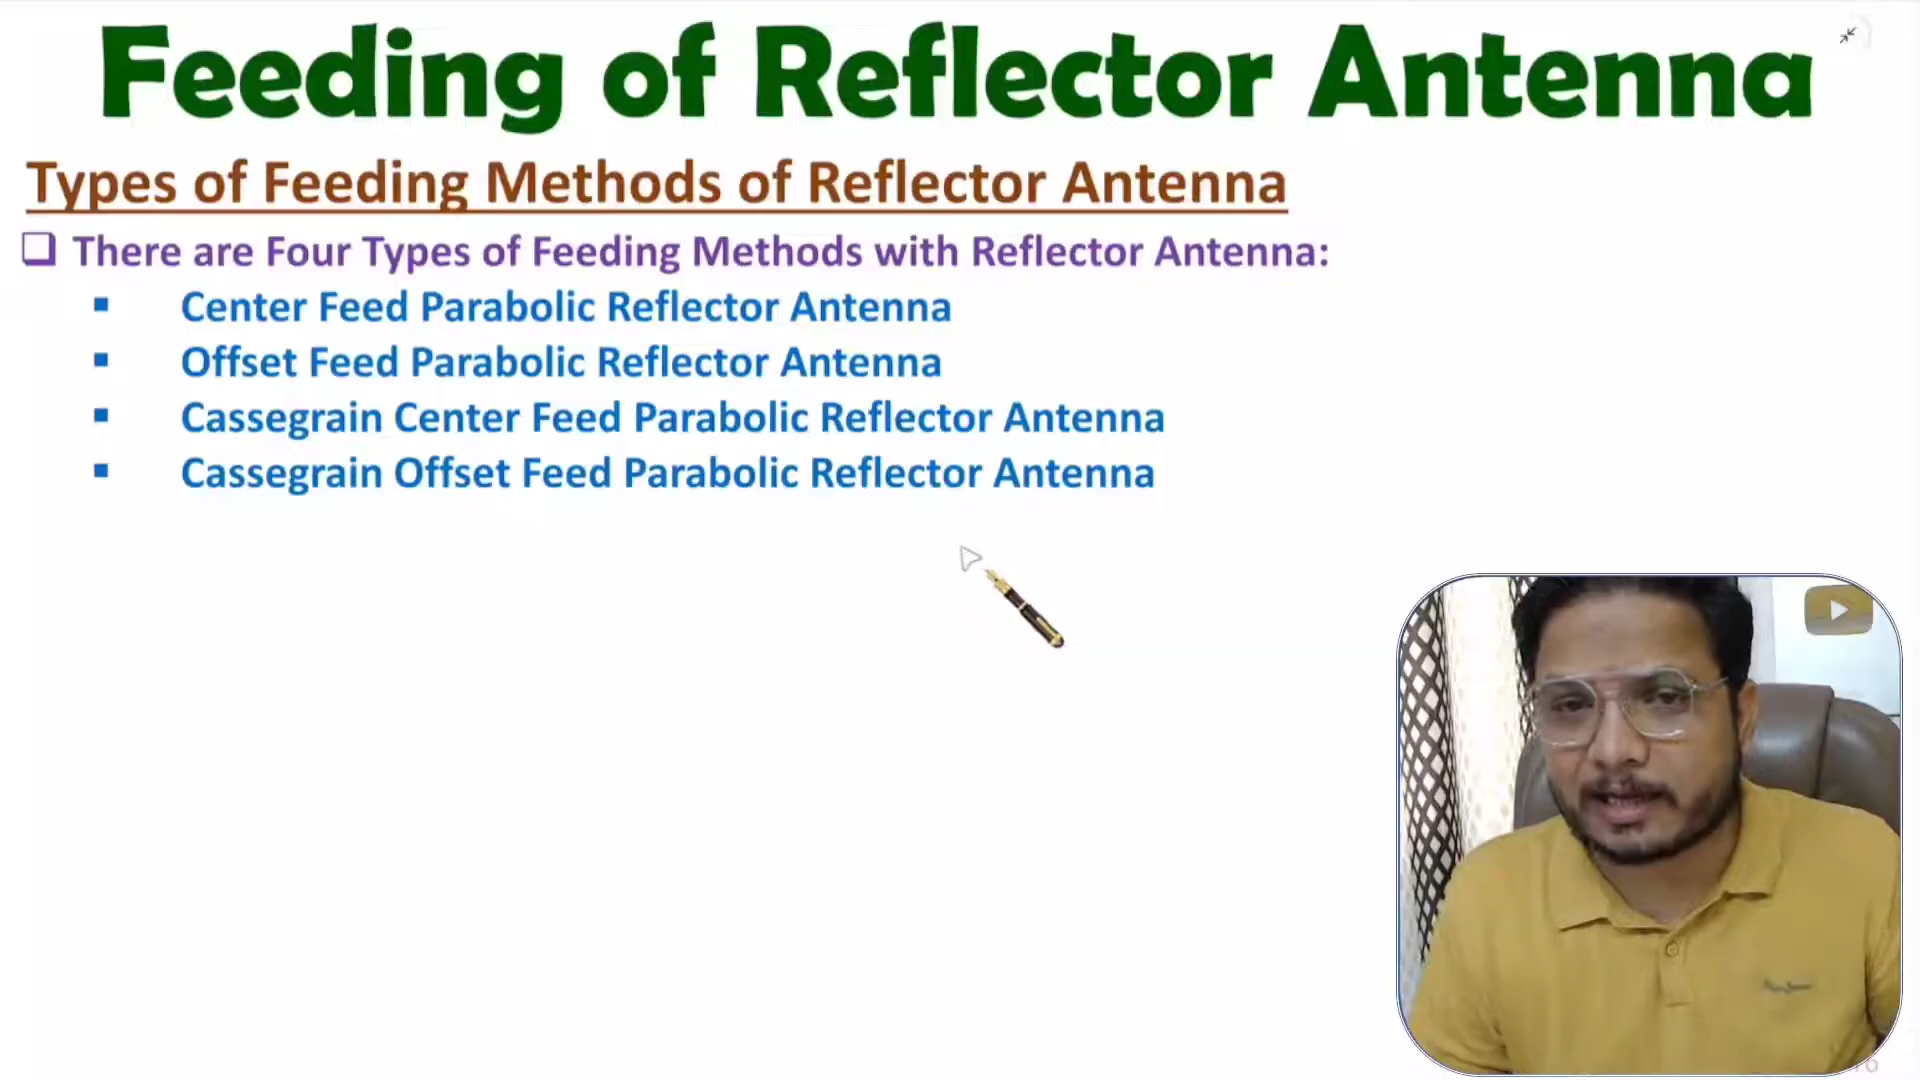 Feeding of Reflector Antenna
Types of Feeding Methods of Reflector Antenna
There are Four Types of Feeding Methods with Reflector Antenna:
Center Feed Parabolic Reflector Antenna
Offset Feed Parabolic Reflector Antenna
Cassegrain Center Feed Parabolic Reflector Antenna
Cassegrain Offset Feed Parabolic Reflector Antenna